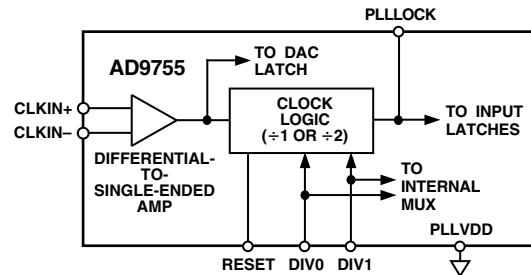 PLLLOCK
AD9755
TO DAC
LATCH
CLKIN+
CLKIN–
CLOCK
LOGIC
(÷1 OR ÷2)
TO INPUT
LATCHES
DIFFERENTIAL-
TO-
SINGLE-ENDED
AMP
TO
INTERNAL
MUX
PLLVDD
RESET DIV0 DIV1